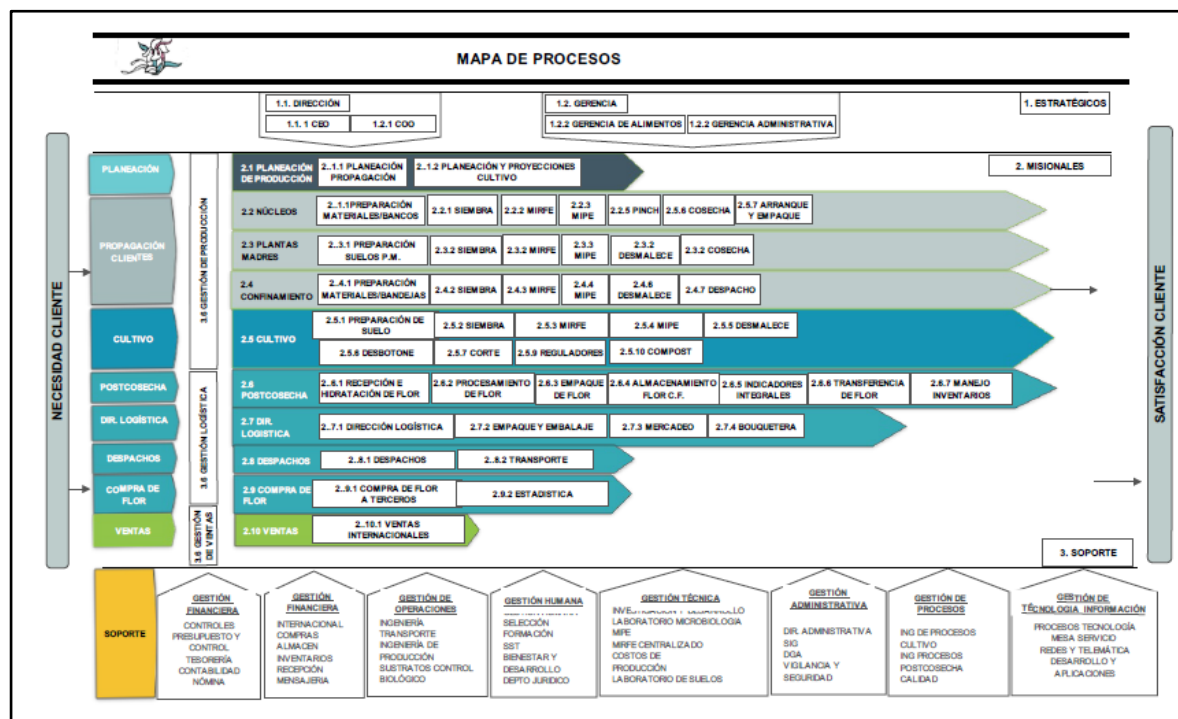 MAPA DE PROCESOS
1.1. DIRECCIÓN
1.1. 1 CEO
1.2.1 COO
1.2. GERENCIA
1.2.2 GERENCIA DE ALIMENTOS
1.2.2 GERENCIA ADMINISTRATIVA
1. ESTRATÉGICOS
NECESIDAD CLIENTE
SATISFACCIÓN CLIENTE
2. MISIONALES
3.6 GESTIÓN DE PRODUCCIÓN
PLANEACIÓN
2.1 PLANEACIÓN
DE PRODUCCIÓN
2..1.1 PLANEACIÓN
PROPAGACIÓN
2..1.2 PLANEACIÓN Y PROYECCIONES
CULTIVO
PROPAGACIÓN
CLIENTES
2.2 NÚCLEOS
2..1.1PREPARACIÓN
MATERIALES/BANCOS
2.2.1 SIEMBRA
2.2.2 MIRFE
2.2.3
MIPE
2.2.5 PINCH
2.5.6 COSECHA
2.5.7 ARRANQUE
Y EMPAQUE
2.3 PLANTAS
MADRES
2..3.1 PREPARACIÓN
SUELOS P.M.
2.3.2 SIEMBRA
2.3.2 MIRFE
2.3.3
MIPE
2.3.2
DESMALECE
2.3.2 COSECHA
2.4
CONFINAMIENTO
2..4.1 PREPARACIÓN
MATERIALES/BANDEJAS
2.4.2 SIEMBRA
2.4.3 MIRFE
2.4.4
MIPE
2.4.6
DESMALECE
2.4.7 DESPACHO
CULTIVO
2.5 CULTIVO
2.5.1 PREPARACIÓN DE
SUELO
2.5.2 SIEMBRA
2.5.3 MIRFE
2.5.4 MIPE
2.5.5 DESMALECE
2.5.6 DESBOTONE
2.5.7 CORTE
2.5.9 REGULADORES
2.5.10 COMPOST
3.6 GESTIÓN LOGÍSTICA
POSTCOSECHA
2.6
POSTCOSECHA
2..6.1 RECEPCIÓN E
HIDRATACIÓN DE FLOR
2.6.2 PROCESAMIENTO
DE FLOR
2.6.3 EMPAQUE
DE FLOR
2.6.4 ALMACENAMIENTO
FLOR C.F.
2.6.5 INDICADORES
INTEGRALES
2.6.6 TRANSFERENCIA
DE FLOR
2.6.7 MANEJO
INVENTARIOS
DIR. LOGÍSTICA
2.7 DIR.
LOGISTICA
2..7.1 DIRECCIÓN LOGÍSTICA
2.7.2 EMPAQUE Y EMBALAJE
2.7.3 MERCADEO
2.7.4 BOUQUETERA
DESPACHOS
2.8 DESPACHOS
2..8.1 DESPACHOS
2..8.2 TRANSPORTE
COMPRA DE
FLOR
2.9 COMPRA DE
FLOR
2..9.1 COMPRA DE FLOR
A TERCEROS
2.9.2 ESTADISTICA
3.6 GESTIÓN
DE VENTAS
VENTAS
2.10 VENTAS
2..10.1 VENTAS
INTERNACIONALES
3. SOPORTE
SOPORTE
GESTIÓN
FINANCIERA
CONTROLES
PRESUPUESTO Y
CONTROL
TESORERÍA
CONTABILIDAD
NÓMINA
GESTIÓN
FINANCIERA
INTERNACIONAL
COMPRAS
ALMACEN
INVENTARIOS
RECEPCIÓN
MENSAJERIA
GESTIÓN DE
OPERACIONES
INGENIERÍA
TRANSPORTE
INGENIERÍA DE
PRODUCCIÓN
SUSTRATOS CONTROL
BIOLÓGICO
GESTIÓN HUMANA
SELECCIÓN
FORMACIÓN
SST
BIENESTAR Y
DESARROLLO
DEPTO JURIDICO
GESTIÓN TÉCNICA
INVESTIGACIÓN Y DESARROLLO
LABORATORIO MICROBIOLOGÍA
MIPE
MIRFE CENTRALIZADO
COSTOS DE
PRODUCCIÓN
LABORATORIO DE SUELOS
GESTIÓN
ADMINISTRATIVA
DIR. ADMINISTRATIVA
SIG
DGA
VIGILANCIA Y
SEGURIDAD
GESTIÓN DE
PROCESOS
ING DE PROCESOS
CULTIVO
ING PROCESOS
POSTCOSECHA
CALIDAD
GESTIÓN DE
TÉCNOLOGIA INFORMACIÓN
PROCESOS TECNOLOGÍA
MESA SERVICIO
REDES Y TELEMÁTICA
DESARROLLO Y
APLICACIONES